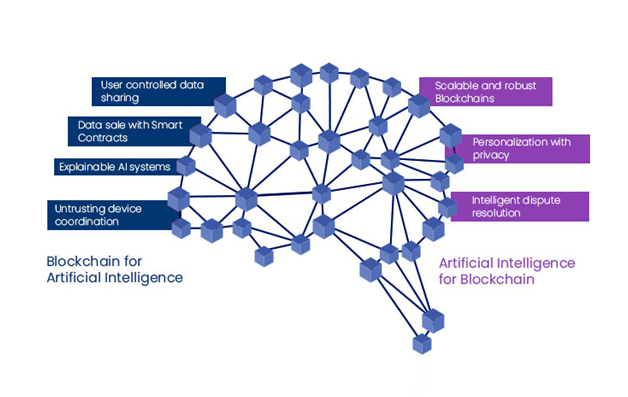 User controlled data
sharing
Data sale with Smart
Contracts
Explainable AI systems
Untrusting device
coordination
Blockchain for
Artificial Intelligence
Scalable and robust
Blockchains
Personalization with
privacy
Intelligent dispute
resolution
Artificial Intelligence
for Blockchain